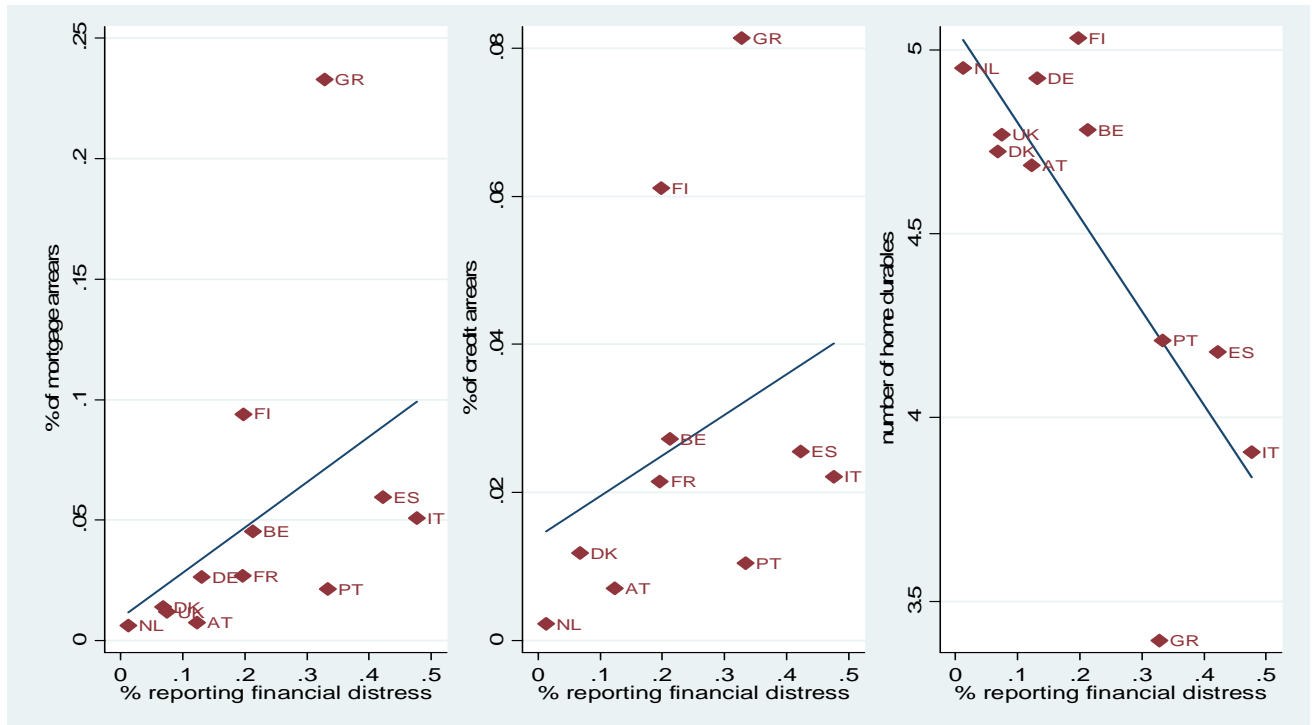 % of mortgage arrears
.25
.2
.15
.1
.05
0
GR
FI
ES
IT
BE
DE
FR
PT
DK
UK
AT
NL
0 .1 .2 .3 .4 .5
% reporting financial distress
% of credit arrears
.08
.06
.04
.02
0
GR
FI
BE
ES
FR
IT
DK
PT
AT
NL
0 .1 .2 .3 .4 .5
% reporting financial distress
number of home durables
5
4.5
4
3.5
FI
NL
DE
UK
BE
DK
AT
PT
ES
IT
GR
0 .1 .2 .3 .4 .5
% reporting financial distress